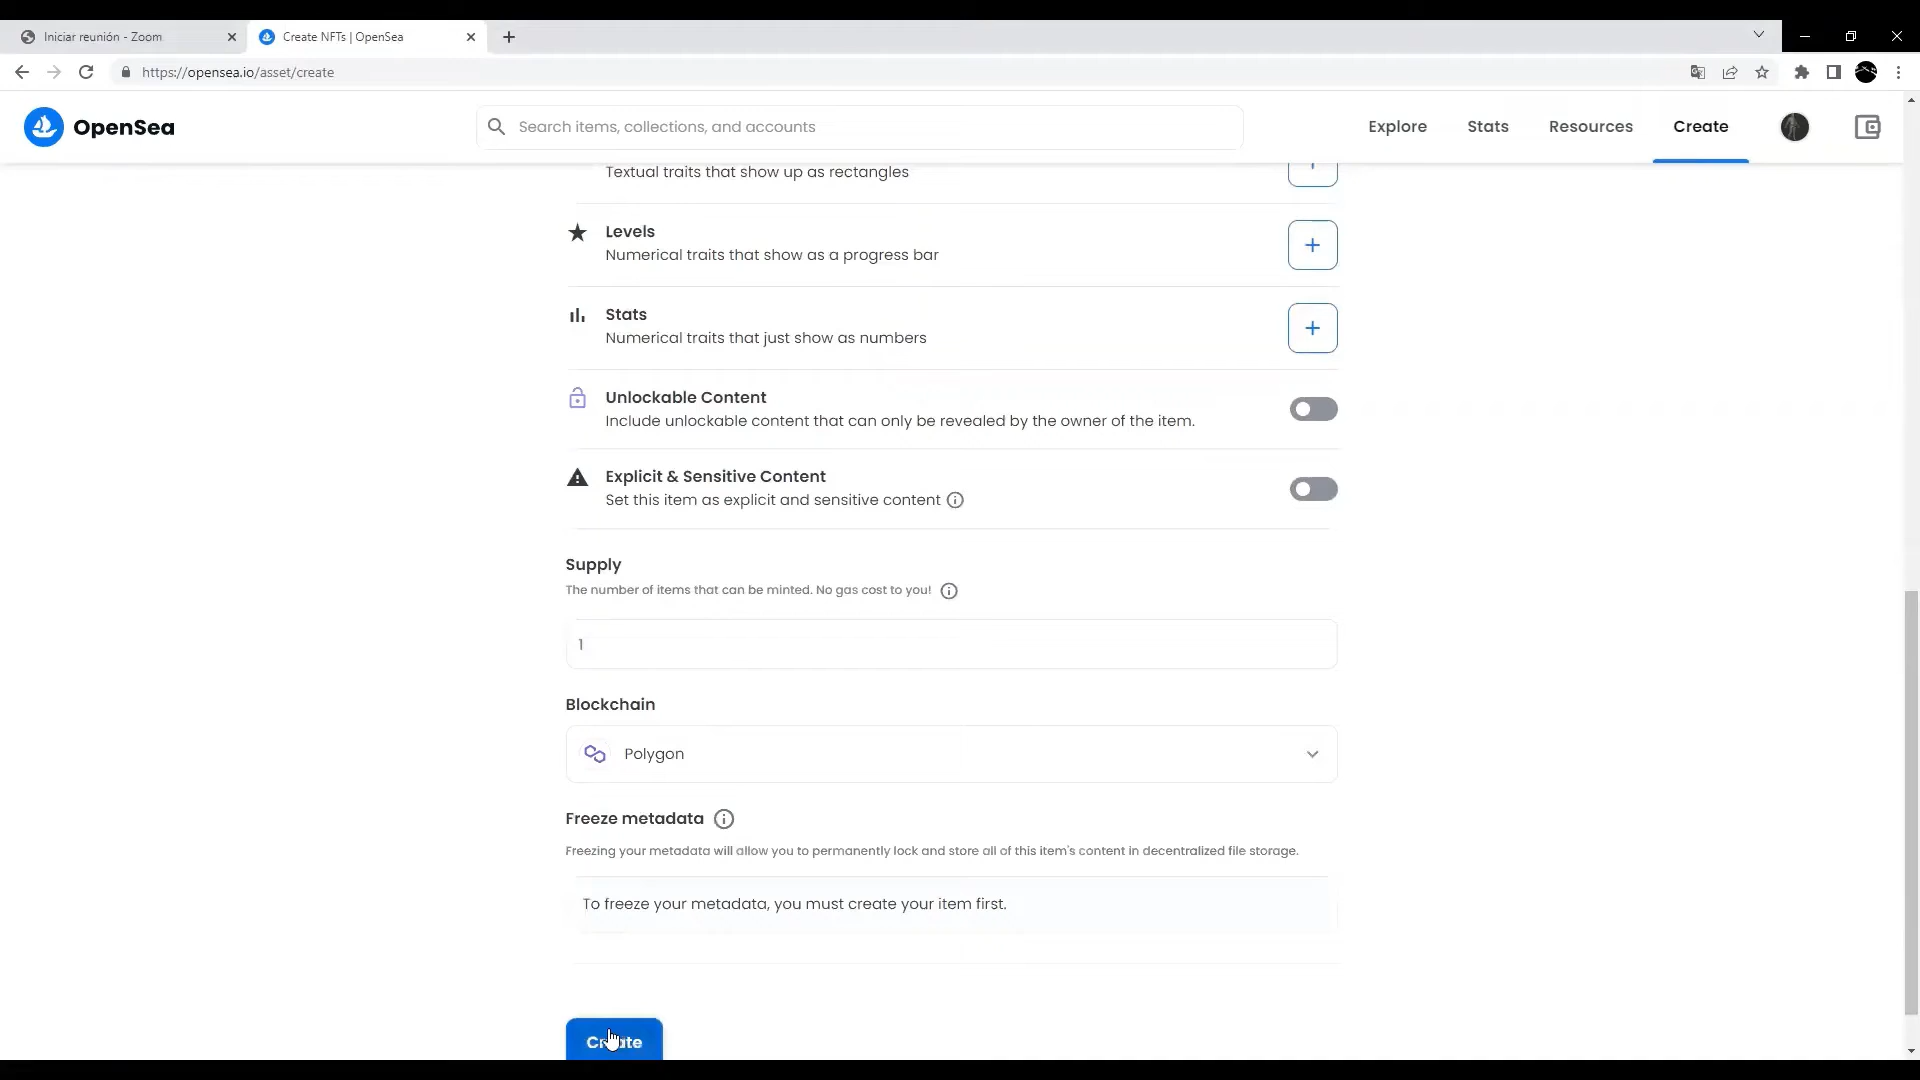 Iniciar reunión - Zoom
Create NFTs | OpenSea
https://opensea.io/asset/create
OpenSea
Search items, collections, and accounts
Explore
Stats
Resources
Create
Textual traits that show up as rectangles
Levels
Numerical traits that show as a progress bar
Stats
Numerical traits that just show as numbers
Unlockable Content
Include unlockable content that can only be revealed by the owner of the item.
Explicit & Sensitive Content
Set this item as explicit and sensitive content
Supply
The number of items that can be minted. No gas cost to you!
1
Blockchain
Polygon
Freeze metadata
Freezing your metadata will allow you to permanently lock and store all of this item's content in decentralized file storage.
To freeze your metadata, you must create your item first.
Create